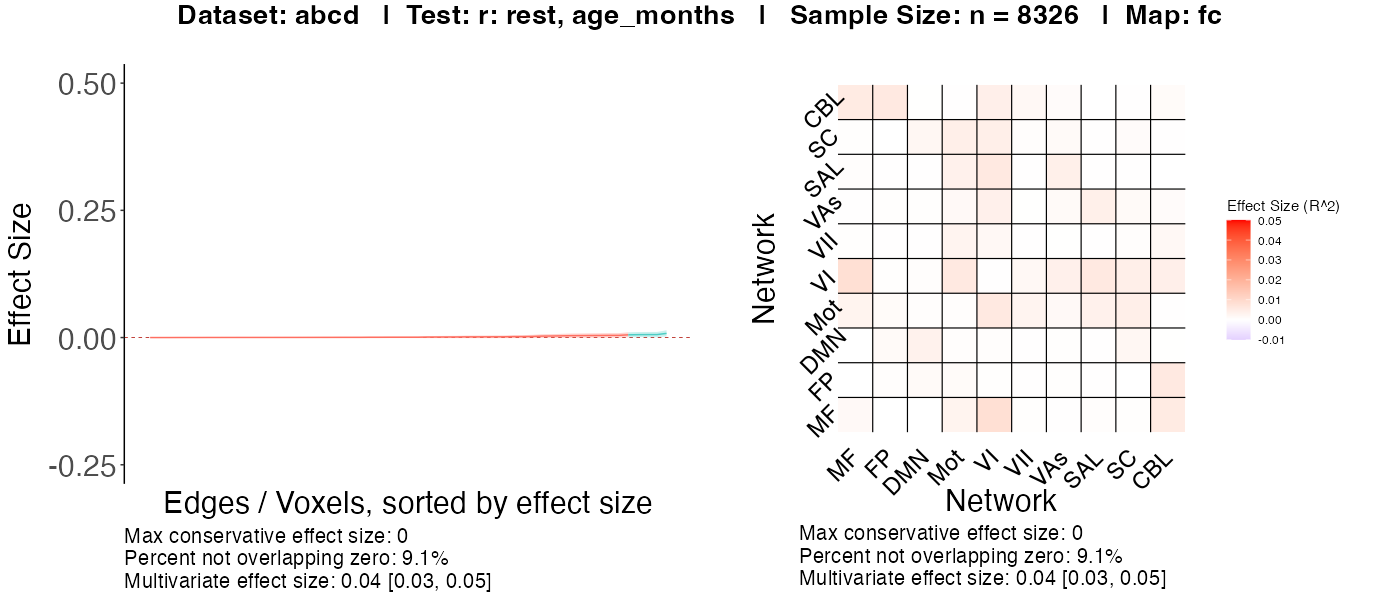 Dataset: abcd | Test: r: rest, age_months | Sample Size: n = 8326 | Map: fc
Effect Size
0.50
0.25
0.00
-0.25
Edges / Voxels, sorted by effect size
Max conservative effect size: 0
Percent not overlapping zero: 9.1%
Multivariate effect size: 0.04 [0.03, 0.05]
Network
CBL
SC
SAL
VAs
VII
VI
Mot
DMN
FP
MF
MF FP DMN Mot VI VII VAs SAL SC CBL
Network
Max conservative effect size: 0
Percent not overlapping zero: 9.1%
Multivariate effect size: 0.04 [0.03, 0.05]
Effect Size (R^2)
0.05
0.04
0.03
0.02
0.01
0.00
-0.01